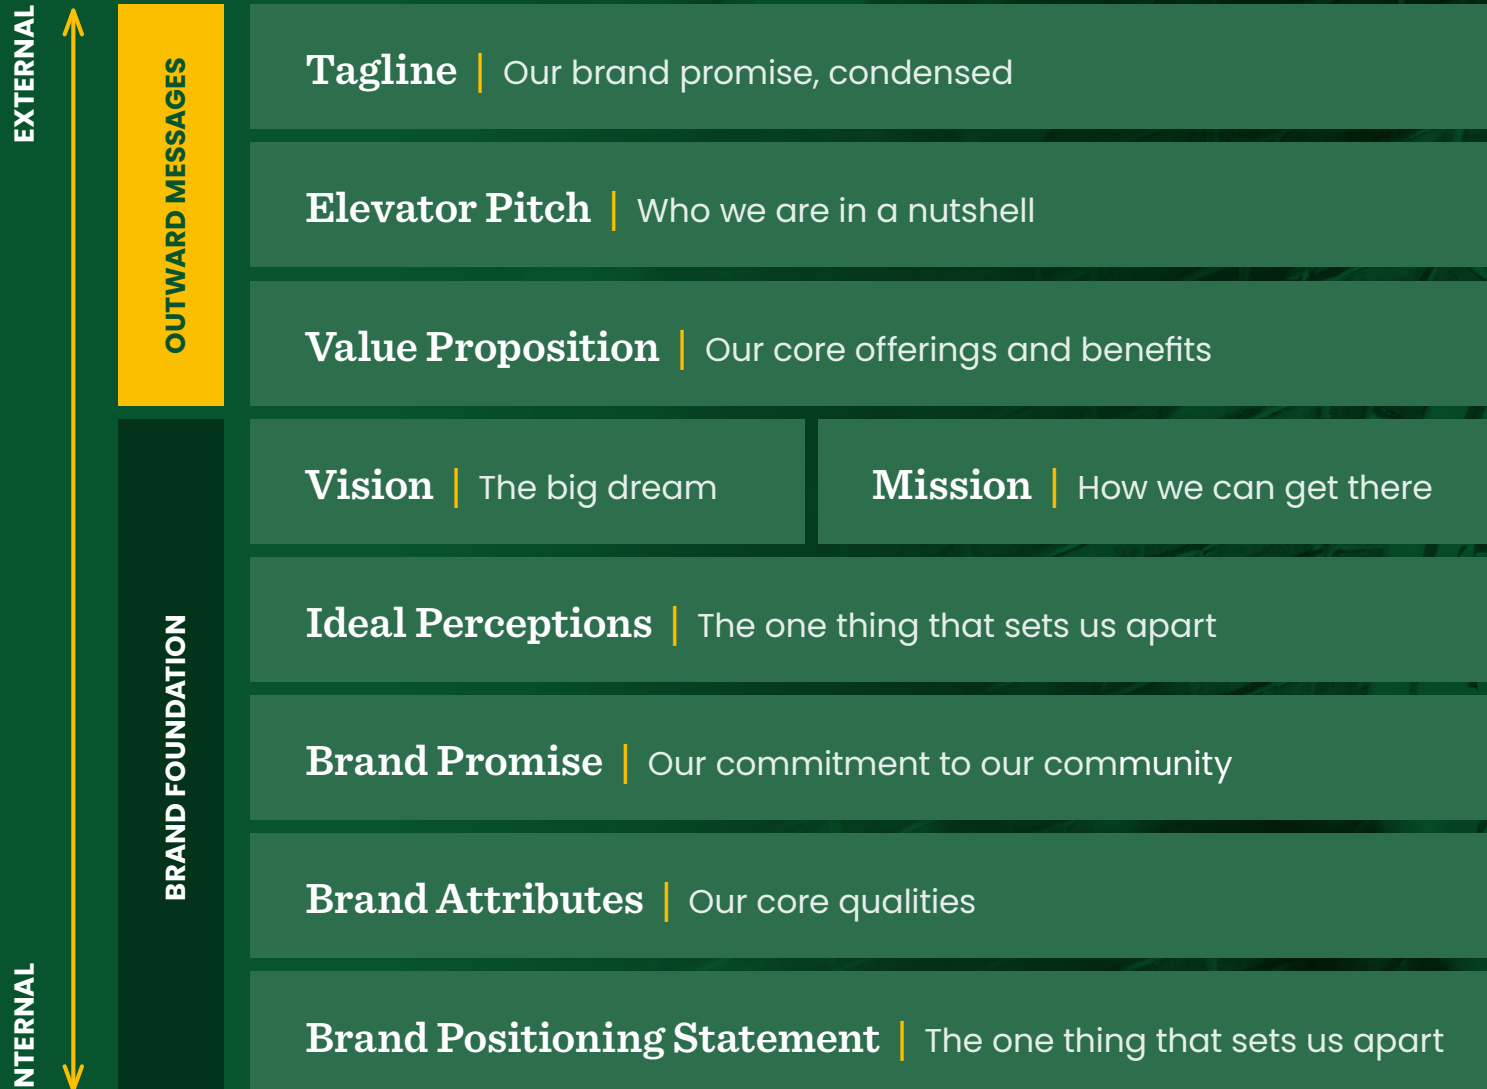 EXTERNAL
OUTWARD MESSAGES
Tagline | Our brand promise, condensed
Elevator Pitch | Who we are in a nutshell
Value Proposition | Our core offerings and benefits
BRAND FOUNDATION
Vision | The big dream
Mission | How we can get there
Ideal Perceptions | The one thing that sets us apart
Brand Promise | Our commitment to our community
Brand Attributes | Our core qualities
Brand Positioning Statement | The one thing that sets us apart
NTERNAL